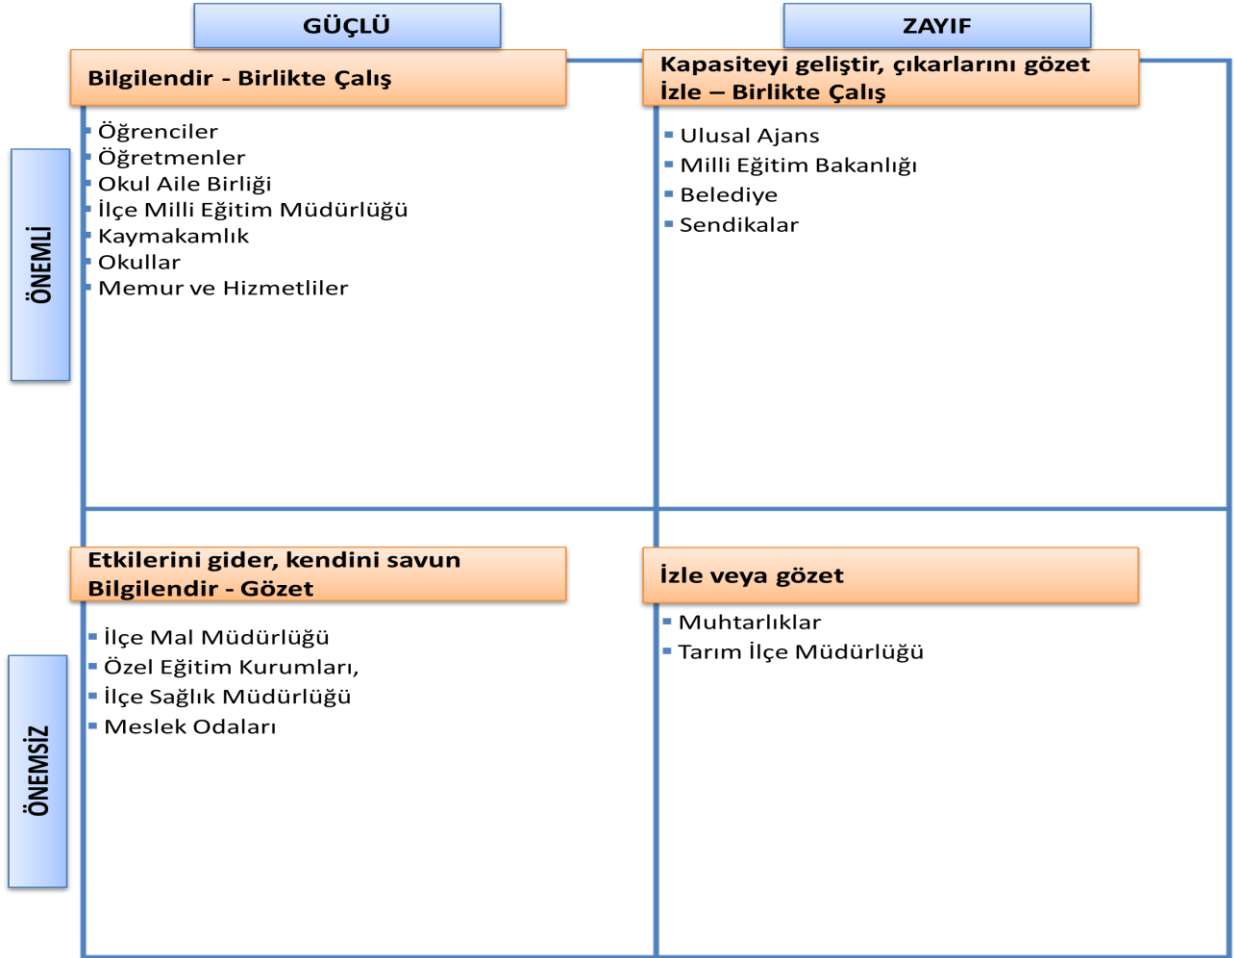 GÜÇLÜ
ZAYIF
ÖNEMLİ
Bilgilendir - Birlikte Çalış
Öğrenciler
Öğretmenler
Okul Aile Birliği
İlçe Milli Eğitim Müdürlüğü
Kaymakamlık
Okullar
Memur ve Hizmetliler
Kapasiteyi geliştir, çıkarlarını gözet
İzle – Birlikte Çalış
Ulusal Ajans
Milli Eğitim Bakanlığı
Belediye
Sendikalar
ÖNEMSİZ
Etkilerini gider, kendini savun
Bilgilendir - Gözet
İlçe Mal Müdürlüğü
Özel Eğitim Kurumları,
İlçe Sağlık Müdürlüğü
Meslek Odaları
İzle veya gözet
Muhtarlıklar
Tarım İlçe Müdürlüğü